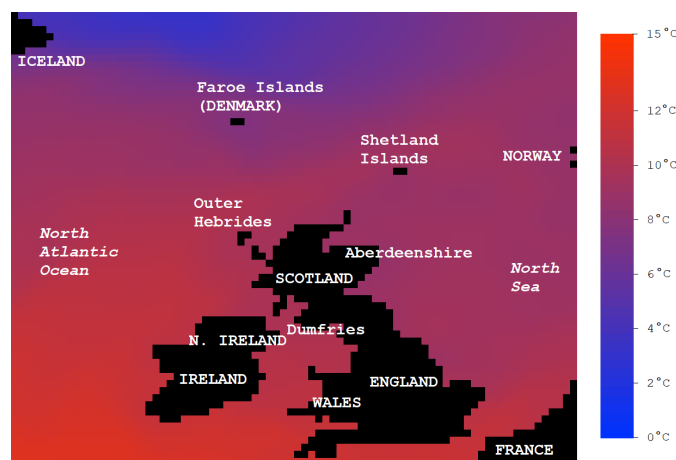 15°C
ICELAND
Faroe Islands
(DENMARK)
12°C
Shetland
Islands
NORWAY
10°C
Outer
Hebrides
8°C
North
Atlantic
Ocean
Aberdeenshire
North
Sea
6°C
SCOTLAND
4°C
Dumfries
N. IRELAND
IRELAND
ENGLAND
2°C
WALES
0°C
FRANCE